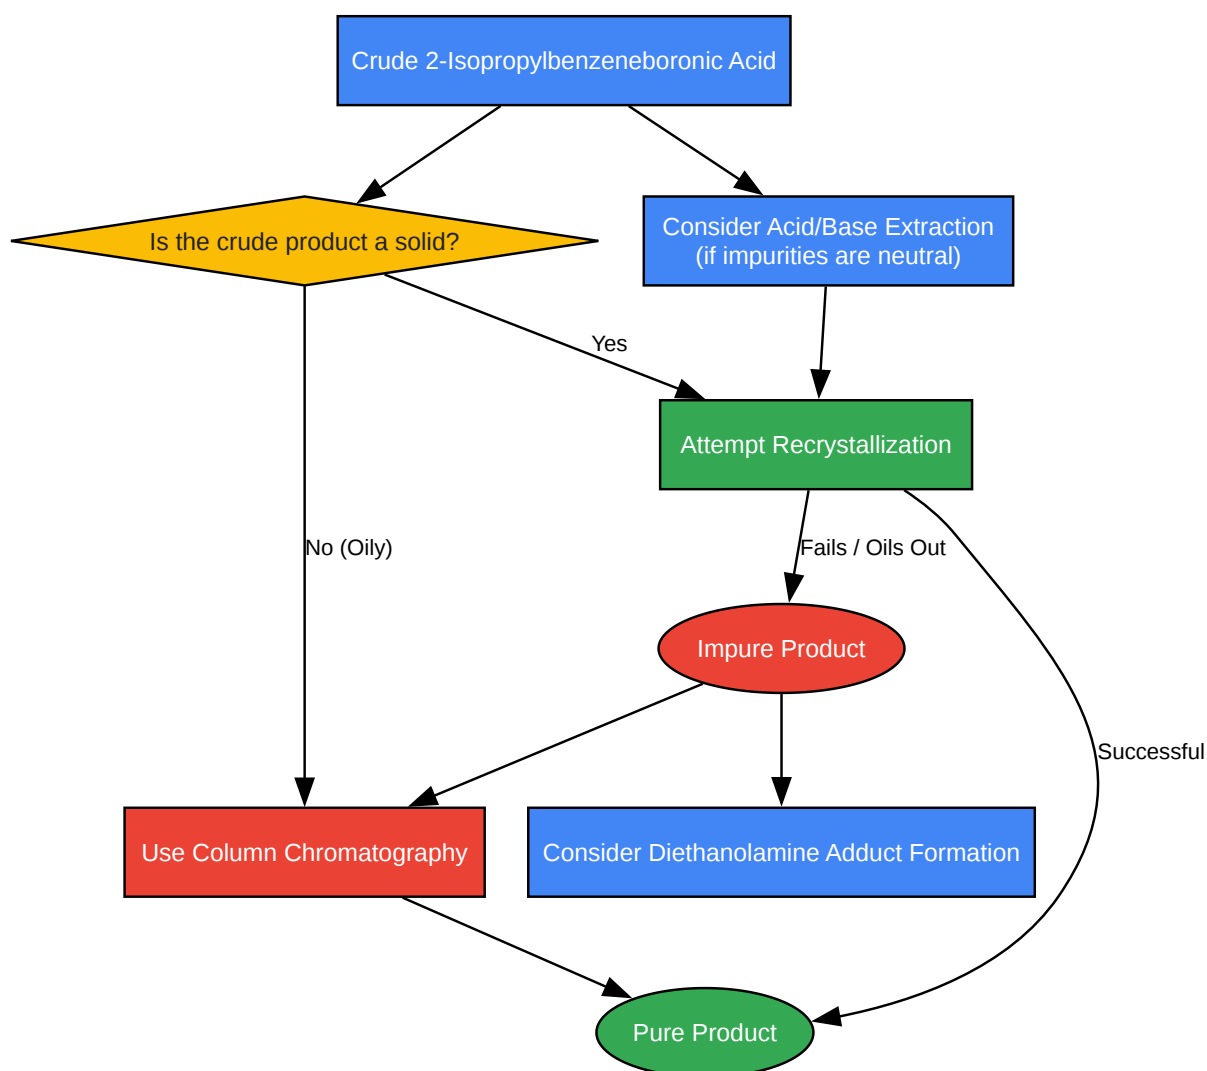 Crude 2-Isopropylbenzeneboronic Acid
Is the crude product a solid?
Consider Acid/Base Extraction
(if impurities are neutral)
Yes
Attempt Recrystallization
No (Oily)
Fails / Oils Out
Impure Product
Successful
Use Column Chromatography
Consider Diethanolamine Adduct Formation
Pure Product